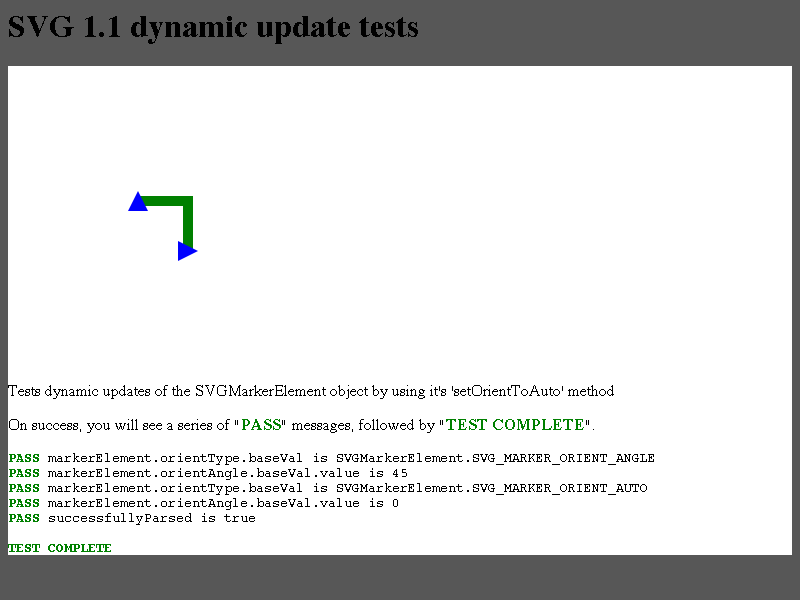 SVG 1.1 dynamic update tests
Tests dynamic updates of the SVGMarkerElement object by using it's 'setOrientToAuto' method
On success, you will see a series of "PASS" messages, followed by "TEST COMPLETE".
PASS markerElement.orientType.baseVal is SVGMarkerElement.SVG_MARKER_ORIENT_ANGLE
PASS markerElement.orientAngle.baseVal.value is 45
PASS markerElement.orientType.baseVal is SVGMarkerElement.SVG_MARKER_ORIENT_AUTO
PASS markerElement.orientAngle.baseVal.value is 0
PASS successfullyParsed is true
TEST COMPLETE